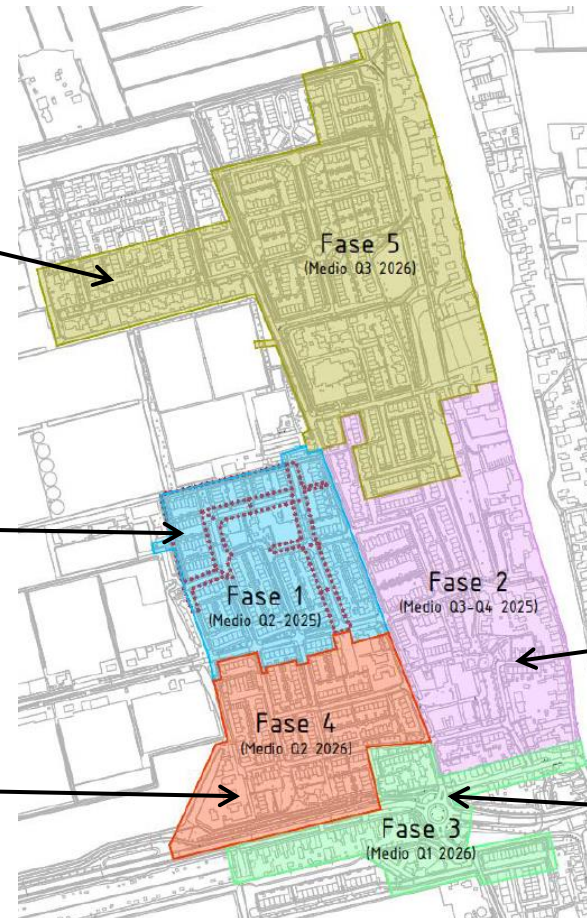 Fase 5
(Medio Q3 2026)
Fase 1
(Medio Q2-2025)
Fase 2
(Medio Q3-Q4 2025)
Fase 4
(Medio Q2 2026)
Fase 3
(Medio Q1 2026)